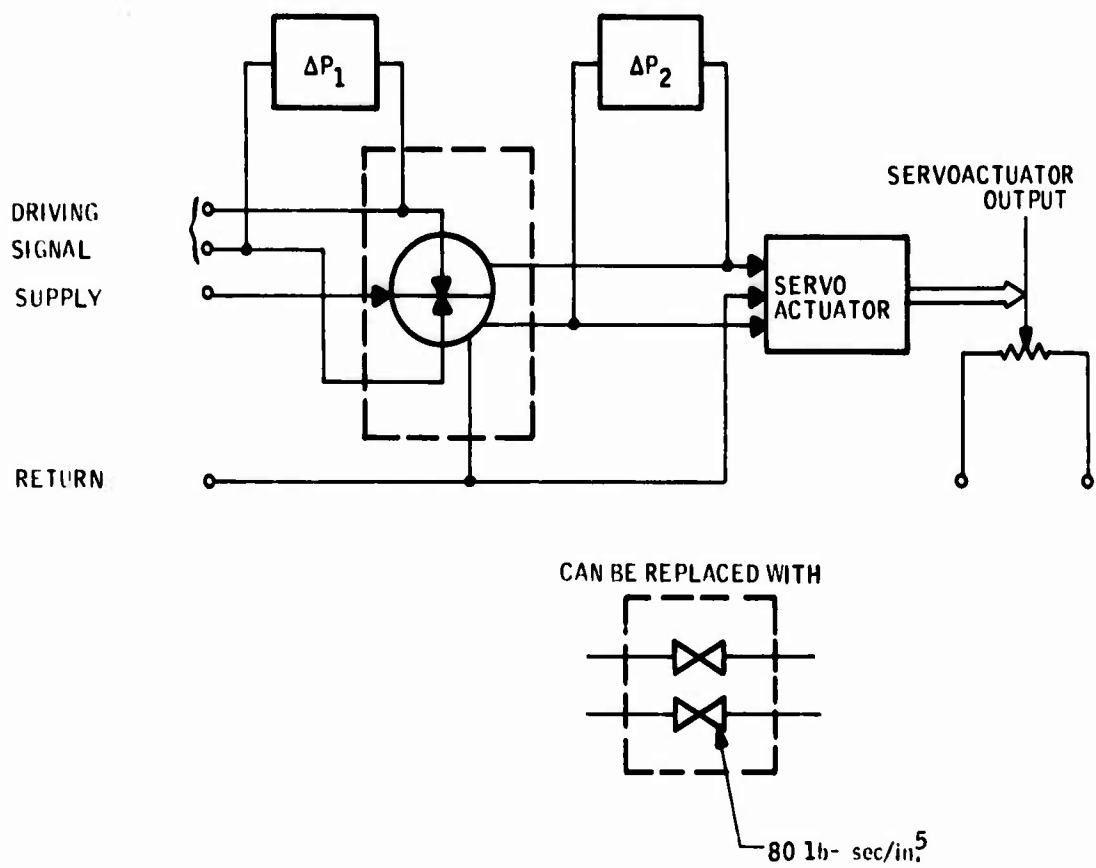 ΔP1
ΔP2
SERVOACTUATOR
OUTPUT
DRIVING
SIGNAL
SUPPLY
SERVO
ACTUATOR
RETURN
CAN BE REPLACED WITH
80 lb- sec/in.5